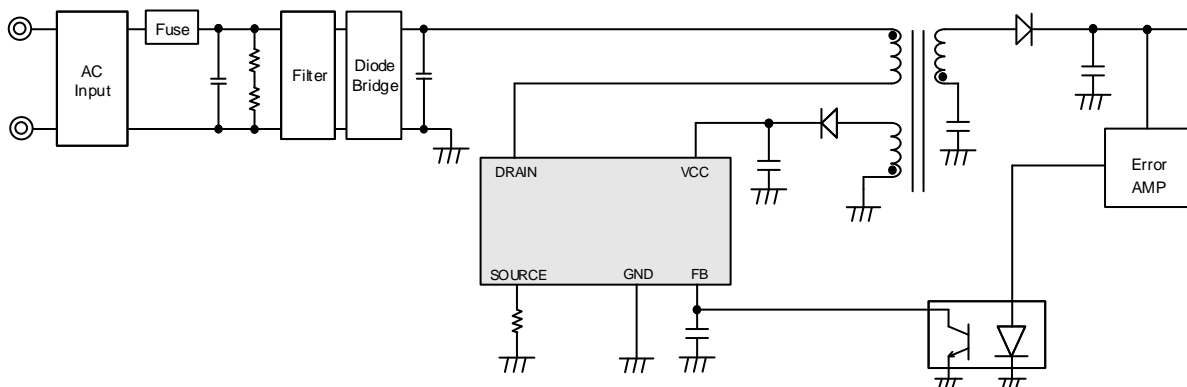 Fuse
AC
Input
Filter
Diode
Bridge
DRAIN
VCC
Error
AMP
SOURCE
GND
FB